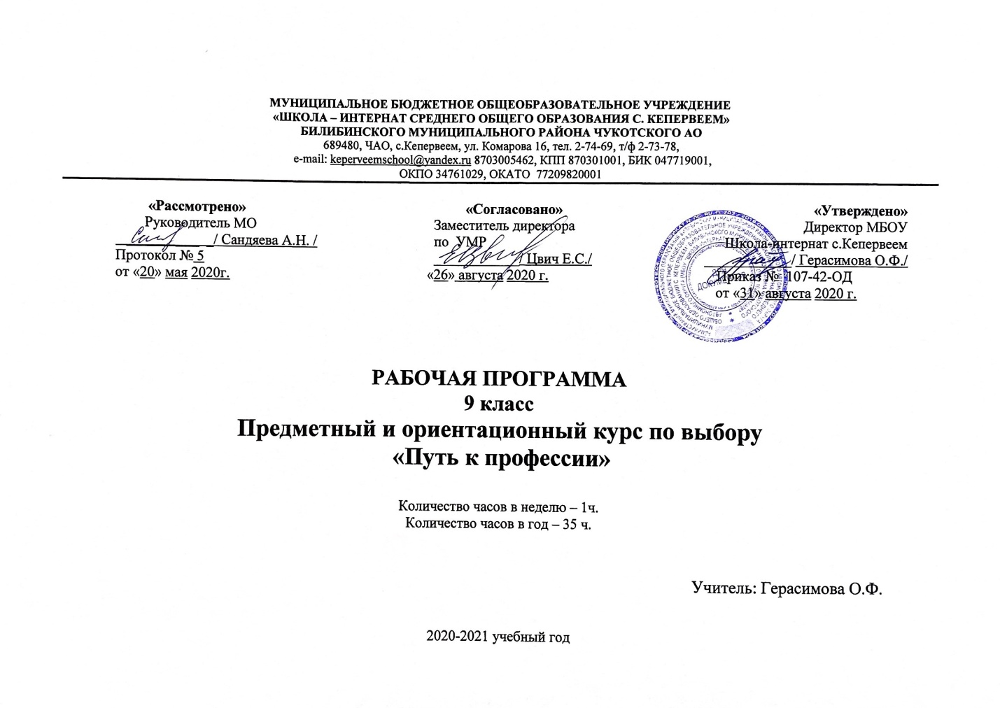 МУНИЦИПАЛЬНОЕ БЮДЖЕТНОЕ ОБЩЕОБРАЗОВАТЕЛЬНОЕ УЧРЕЖДЕНИЕ
«ШКОЛА – ИНТЕРНАТ СРЕДНЕГО ОБЩЕГО ОБРАЗОВАНИЯ С. КЕПЕРВЕЕМ»
БИЛИБИНСКОГО МУНИЦИПАЛЬНОГО РАЙОНА ЧУКОТСКОГО АО
689480, ЧАО, с.Кепервеем, ул. Комарова 16, тел. 2-74-69, т/ф 2-73-78,
e-mail: keperveemschool@yandex.ru 8703005462, КПП 870301001, БИК 047719001,
ОКПО 34761029, ОКАТО 77209820001
«Рассмотрено»
Руководитель МО
/ Сандяева А.Н. /
Протокол № 5
от «20» мая 2020г.
«Согласовано»
Заместитель директора
по УМР
/ Цвич Е.С./
«26» августа 2020 г.
«Утверждено»
Директор МБОУ
Школа-интернат с.Кепервеем
/ Герасимова О.Ф./
Приказ № 107-42-ОД
от «31» августа 2020 г.
РАБОЧАЯ ПРОГРАММА
9 класс
Предметный и ориентационный курс по выбору
«Путь к профессии»
Количество часов в неделю – 1ч.
Количество часов в год – 35 ч.
Учитель: Герасимова О.Ф.
2020-2021 учебный год